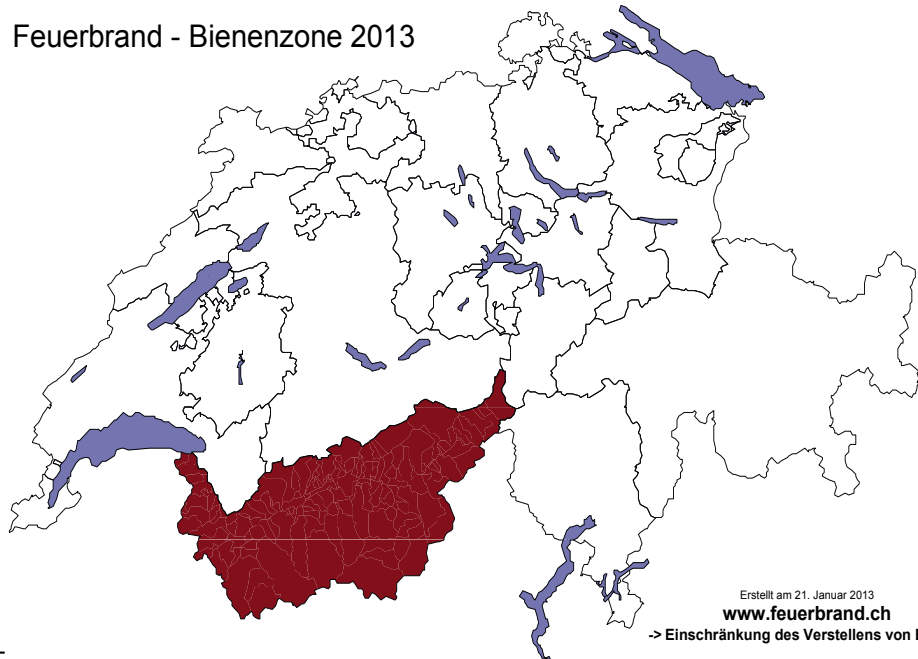 Feuerbrand - Bienenzone 2013
Erstellt am 21. Januar 2013
www.feuerbrand.ch
-> Einschränkung des Verstellens von